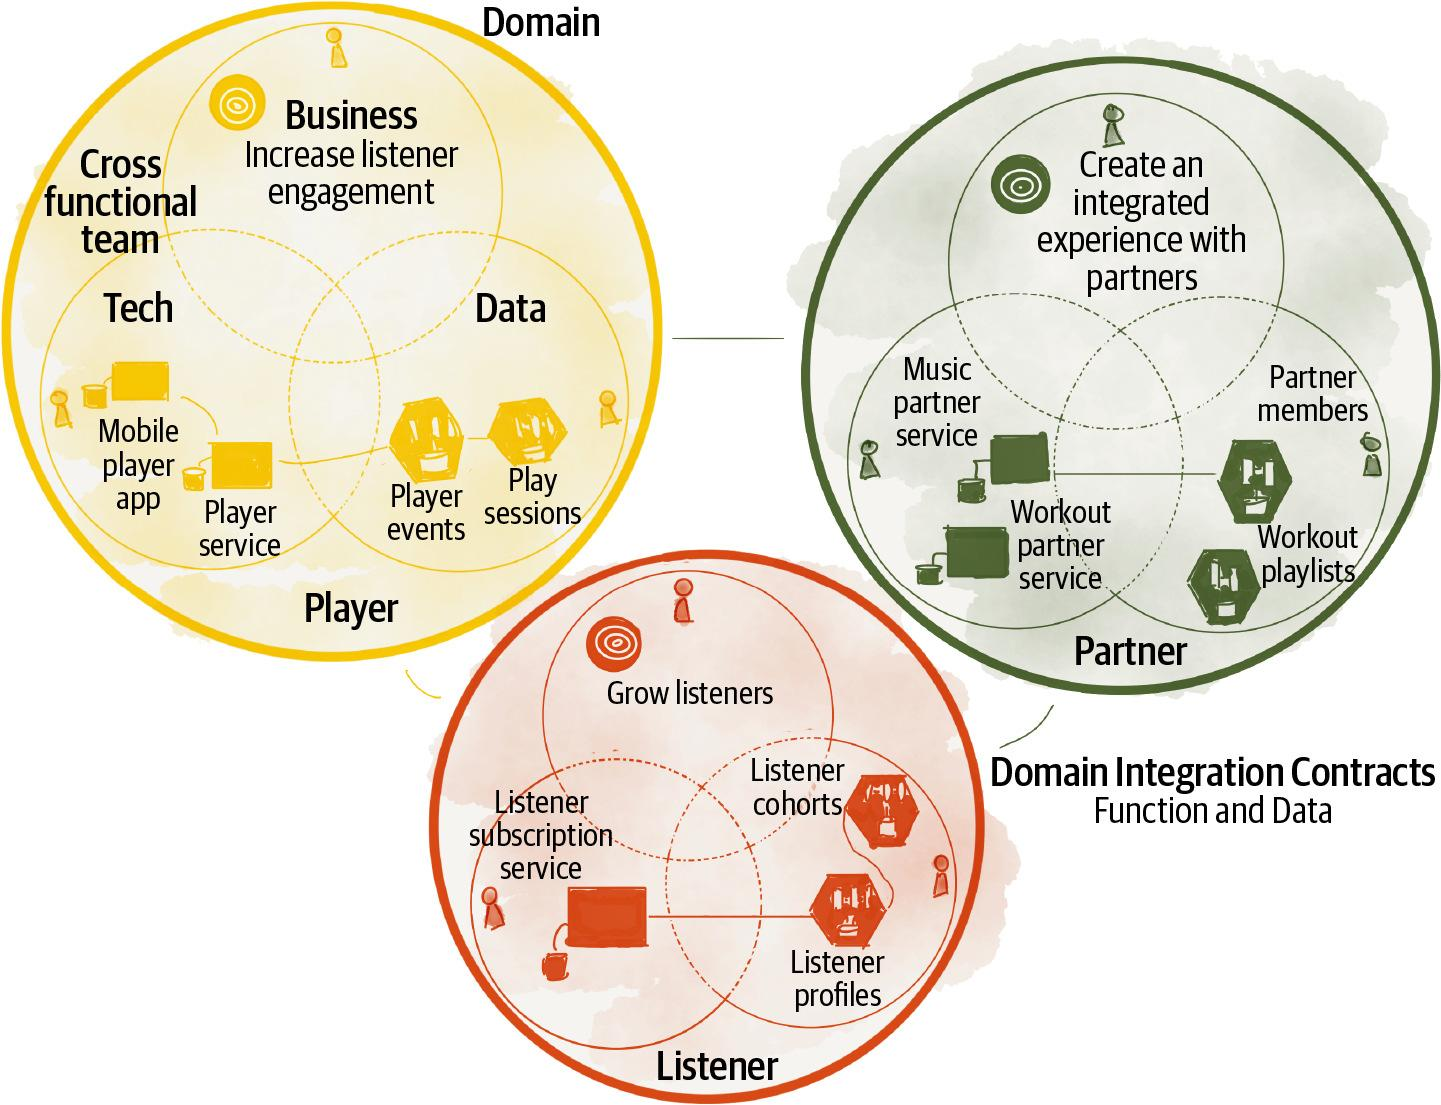 Domain
Business
Increase listener
engagement
Cross
functional
team
Tech
Data
Mobile
player
app
Player
service
Player
events
Play
sessions
Player
Create an
integrated
experience with
partners
Music
partner
service
Partner
members
Workout
partner
service
Workout
playlists
Partner
Grow listeners
Listener
cohorts
Listener
subscription
service
Listener
profiles
Listener
Domain Integration Contracts
Function and Data